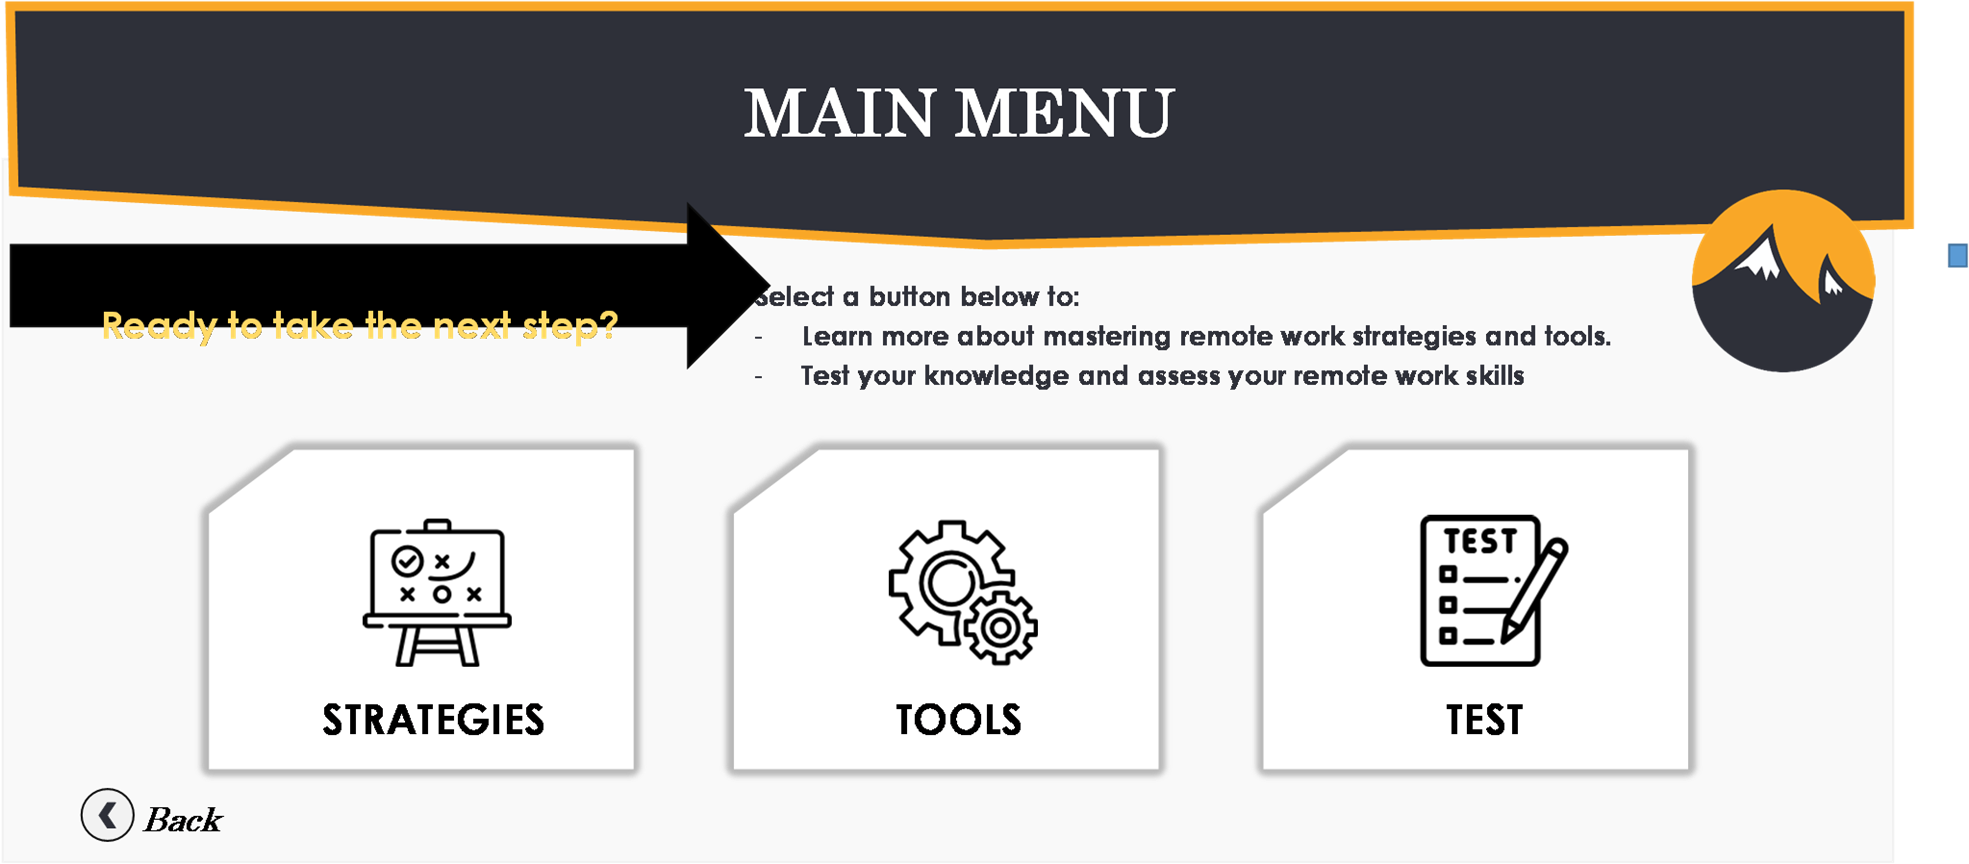 MAIN MENU
Ready to take the next step?
Select a button below to:
- Learn more about mastering remote work strategies and tools.
- Test your knowledge and assess your remote work skills
TEST
STRATEGIES
TOOLS
TEST
Back